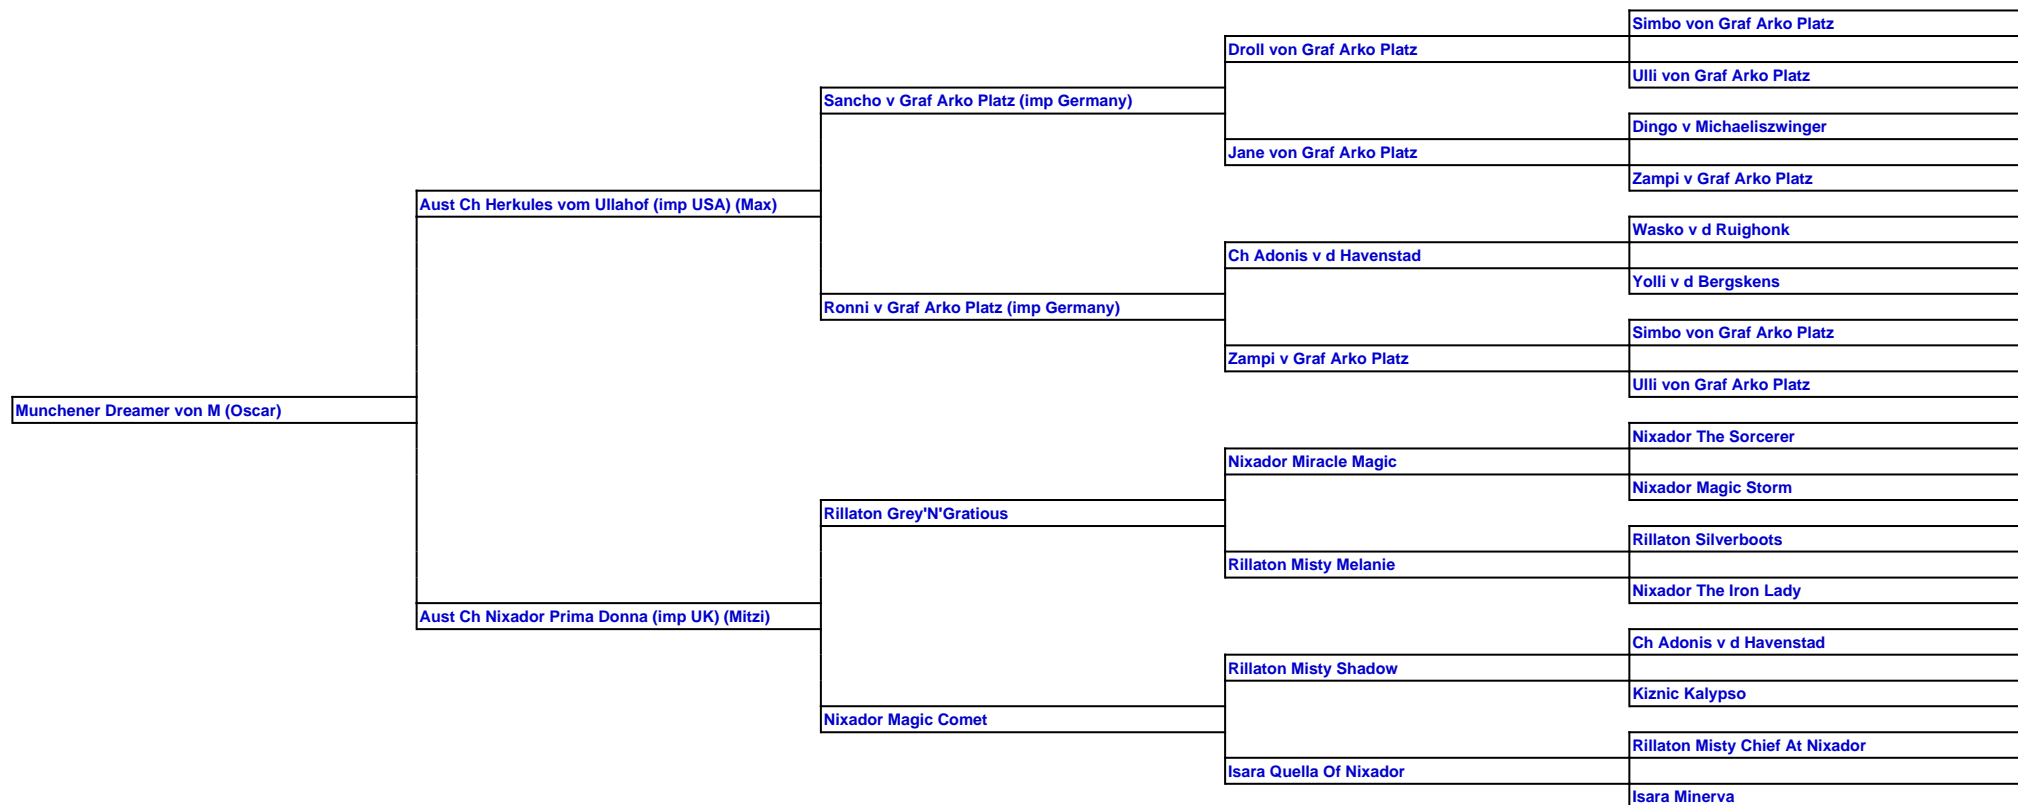 Simbo von Graf Arko Platz
Droll von Graf Arko Platz
Ulli von Graf Arko Platz
Sancho v Graf Arko Platz (imp Germany)
Dingo v Michaeliszwinger
Jane von Graf Arko Platz
Zampi v Graf Arko Platz
Aust Ch Herkules vom Ullahof (imp USA) (Max)
Wasko v d Ruighonk
Ch Adonis v d Havenstad
Yolli v d Bergskens
Ronni v Graf Arko Platz (imp Germany)
Simbo von Graf Arko Platz
Zampi v Graf Arko Platz
Ulli von Graf Arko Platz
Munchener Dreamer von M (Oscar)
Nixador The Sorcerer
Nixador Miracle Magic
Nixador Magic Storm
Rillaton Grey'N'Gratious
Rillaton Silverboots
Rillaton Misty Melanie
Nixador The Iron Lady
Aust Ch Nixador Prima Donna (imp UK) (Mitzi)
Ch Adonis v d Havenstad
Rillaton Misty Shadow
Kiznic Kalypso
Nixador Magic Comet
Rillaton Misty Chief At Nixador
Isara Quella Of Nixador
Isara Minerva